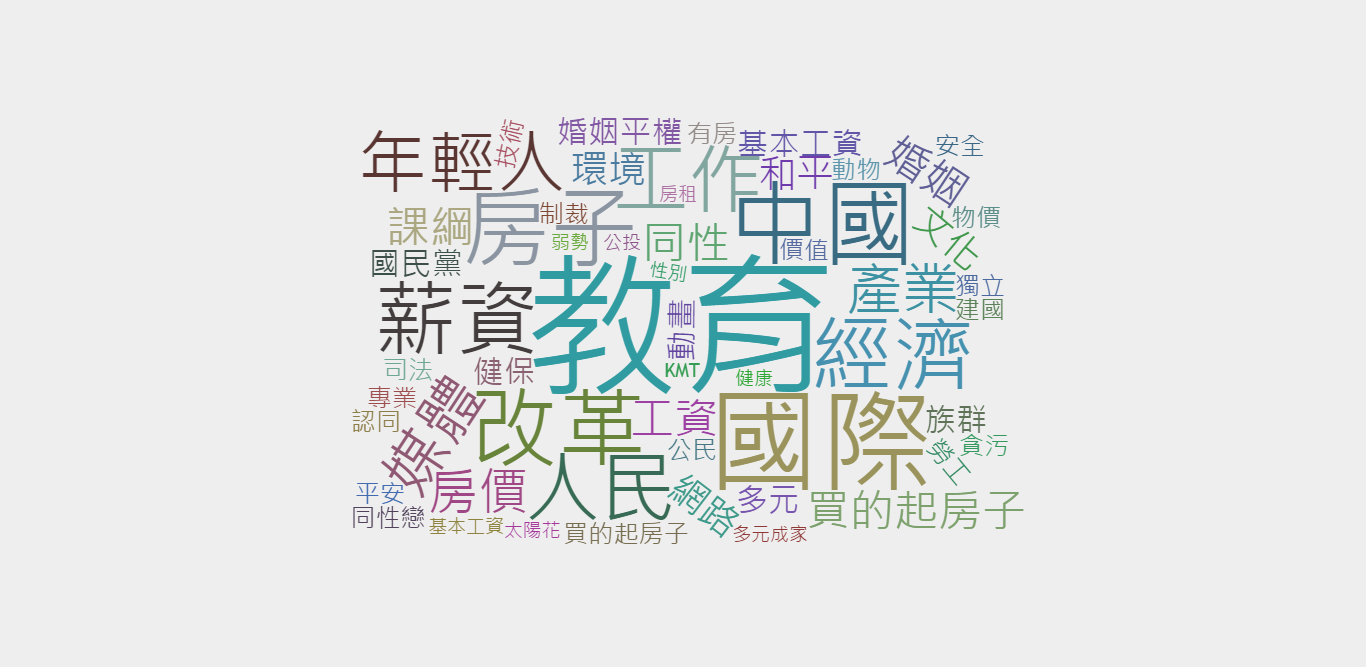 年輕人
技術
婚姻平權
有房
基本工資
婚姻
安全
環境
工作
和平
動物
房租
房子
制裁
中國
文化
物價
課綱
同性
弱勢
公投
價值
國民黨
性別
教育
產業
獨立
建國
薪資
動畫
經濟
司法
健保
KMT
健康
專業
認同
媒體
改革
工資
國際
族群
公民
勞工
貪污
平安
房價
人民
網路
多元
買的起房子
同性戀
基本工資
太陽花
買的起房子
多元成家